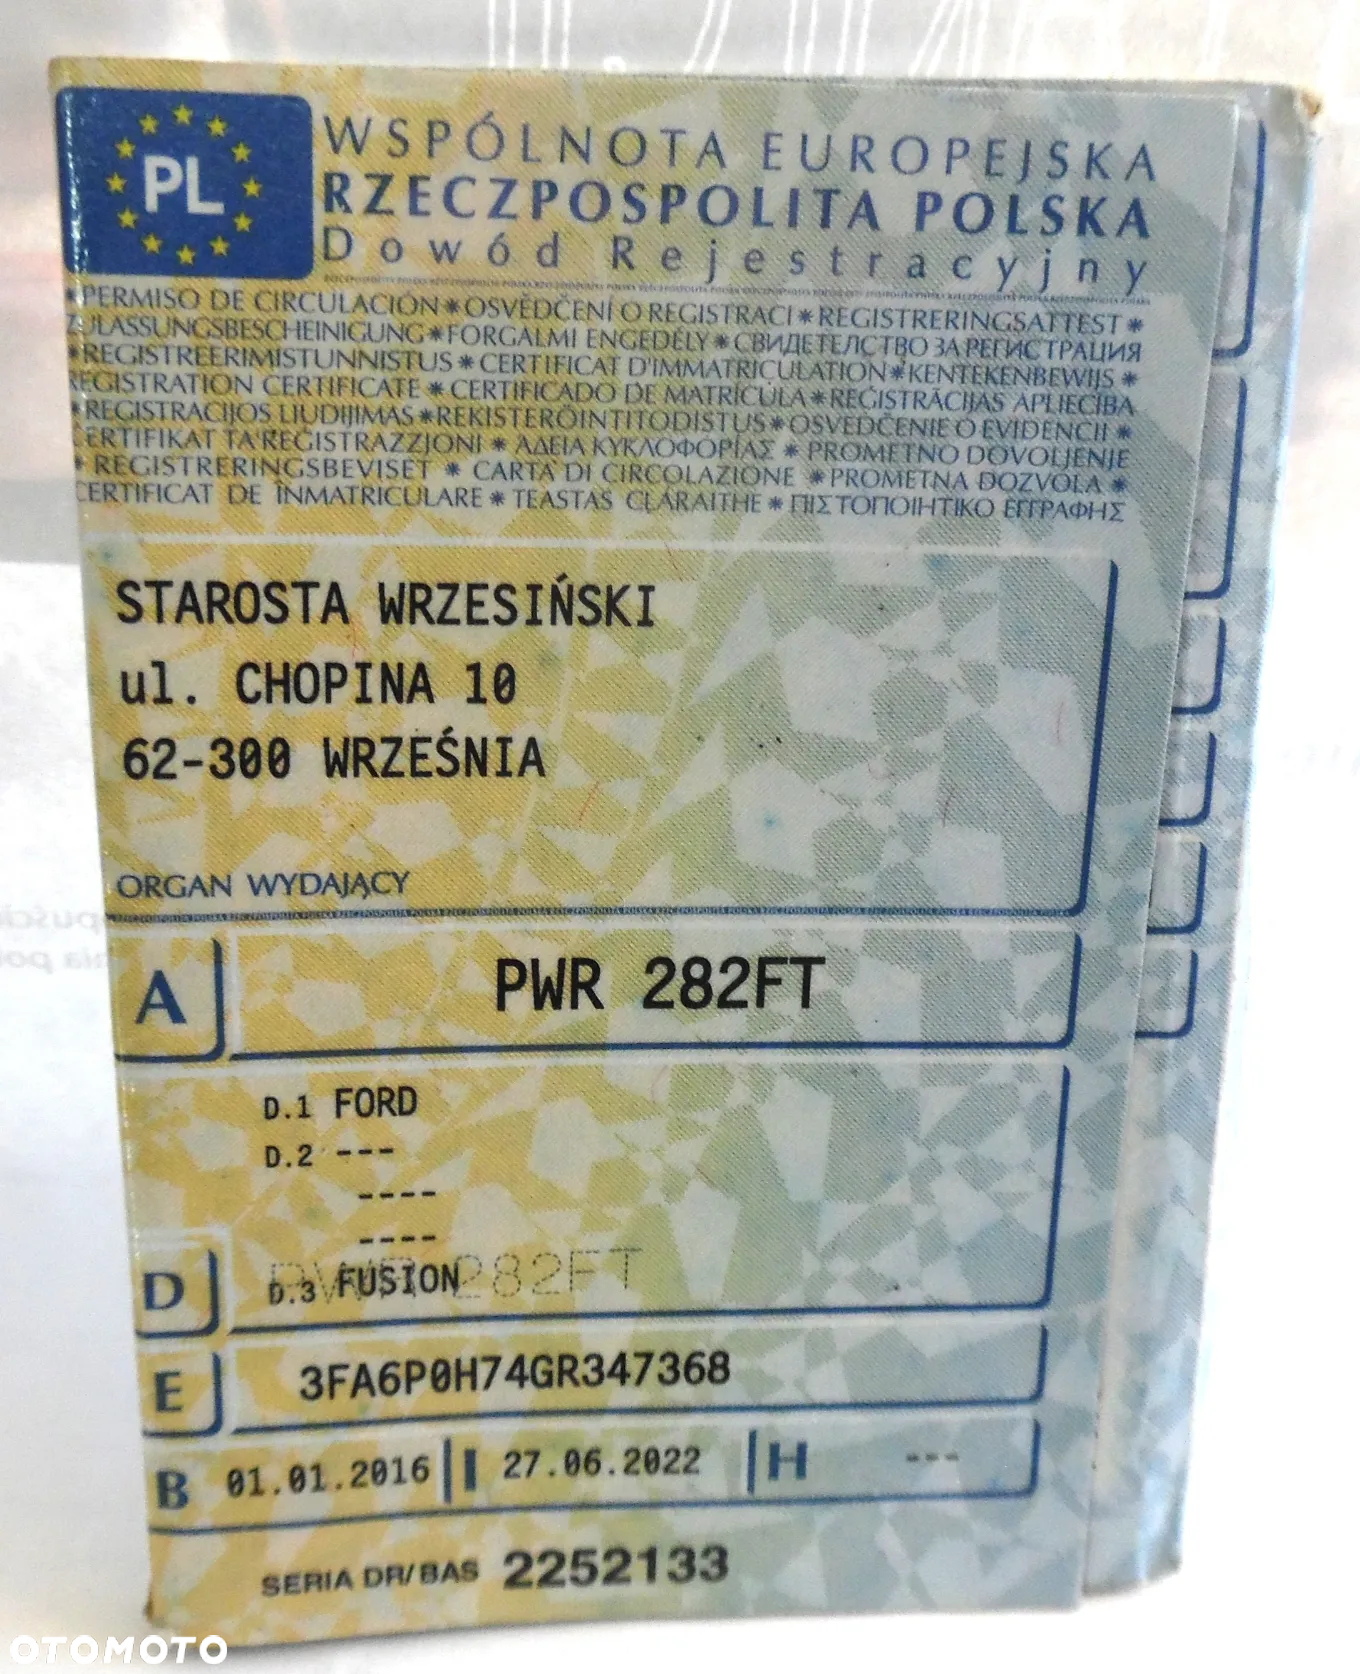 PL
WSPÓLNOTA EUROPEJSKA
RZECZPOSPOLITA POLSKA
Dowód Rejestracyjny
*PERMISO DE CIRCULACIÓN*OSVĚDČENÍ O REGISTRACI*REGISTRERINGSATTEST*
ZULASSUNGSBESCHEINIGUNG*FORGALMI ENGEDÉLY*СВИДЕТЕЛСТВО ЗА РЕГИСТРАЦИЯ
*REGISTREERIMISTUNNISTUS*CERTIFICAT D'IMMATRICULATION*KENTEKENBEWIJS*
REGISTRATION CERTIFICATE*CERTIFICADO DE MATRÍCULA*REGISTRĀCIJAS APLIECĪBA
*REGISTRACIJOS LIUDIJIMAS*REKISTERÖINTITODISTUS*OSVEDČENIE O EVIDENCII*
ĊERTIFIKAT TA'REĠISTRAZZJONI*ΑΔΕΙΑ ΚΥΚΛΟΦΟΡΊΑΣ*PROMETNO DOVOLJENJE
*REGISTRERINGSBEVISET*CARTA DI CIRCOLAZIONE*PROMETNA DOZVOLA*
CERTIFICAT DE ÎNMATRICULARE*TEASTAS CLÁRAITHE*ΠΙΣΤΟΠΟΙΗΤΙΚΟ ΕΓΓΡΑΦΗΣ
STAROSTA WRZESIŃSKI
ul. CHOPINA 10
62-300 WRZEŚNIA
ORGAN WYDAJĄCY
A PWR 282FT
D.1 FORD
D.2 ---
----
----
D D.3 FUSION
PWR 282FT
E 3FA6P0H74GR347368
B 01.01.2016 I 27.06.2022 H ---
SERIA DR/BAS 2252133
OTOMOTO